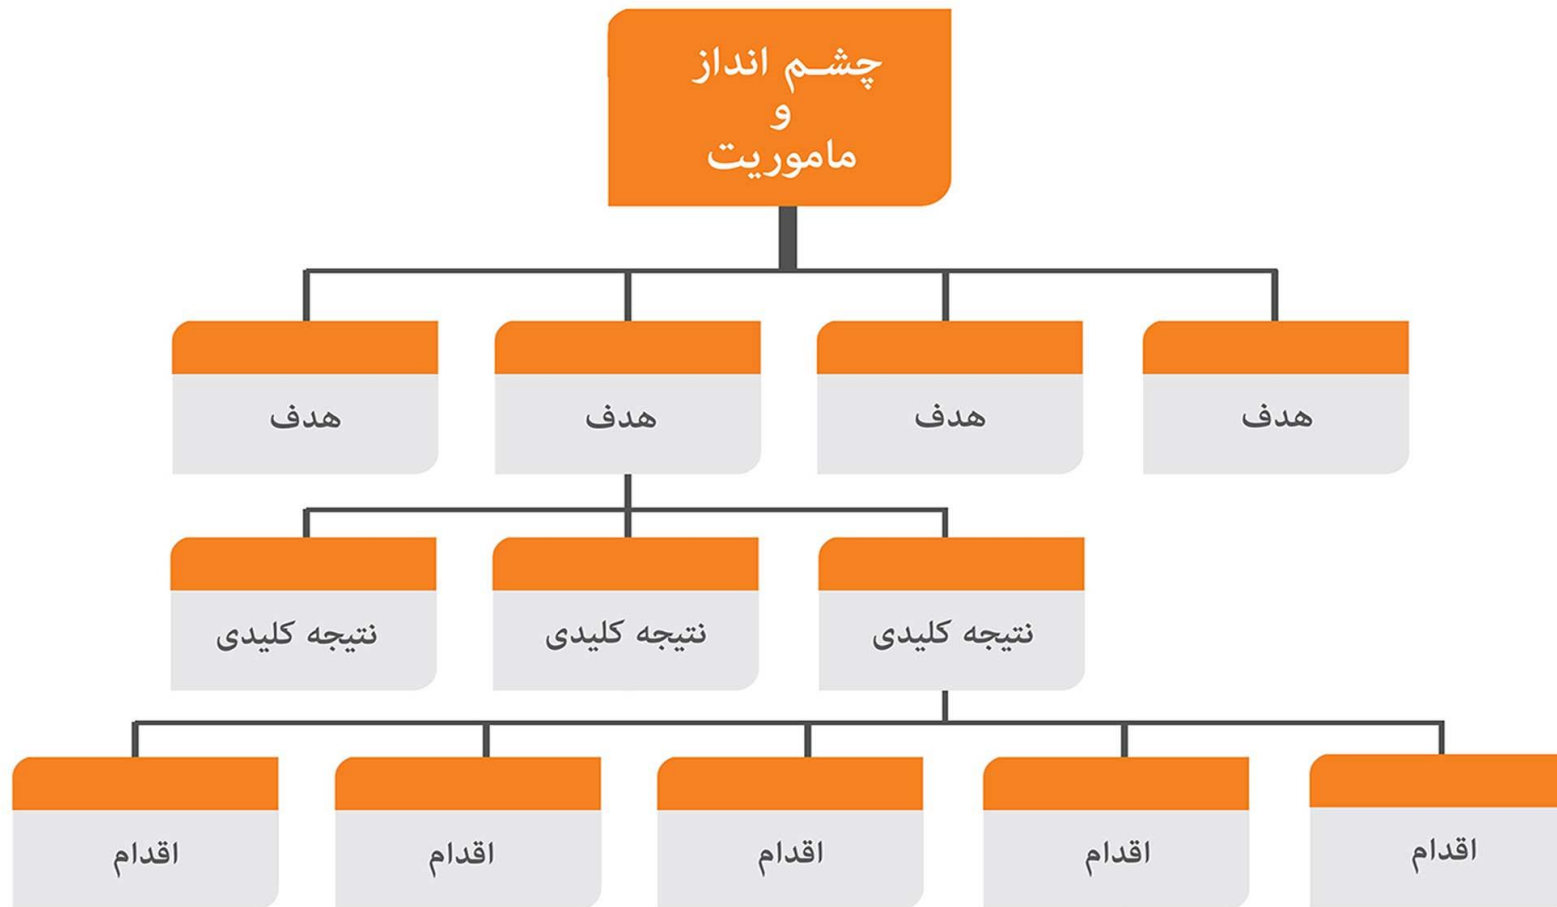 چشم انداز
و
ماموریت
هدف
هدف
هدف
هدف
نتیجه کلیدی
نتیجه کلیدی
نتیجه کلیدی
اقدام
اقدام
اقدام
اقدام
اقدام